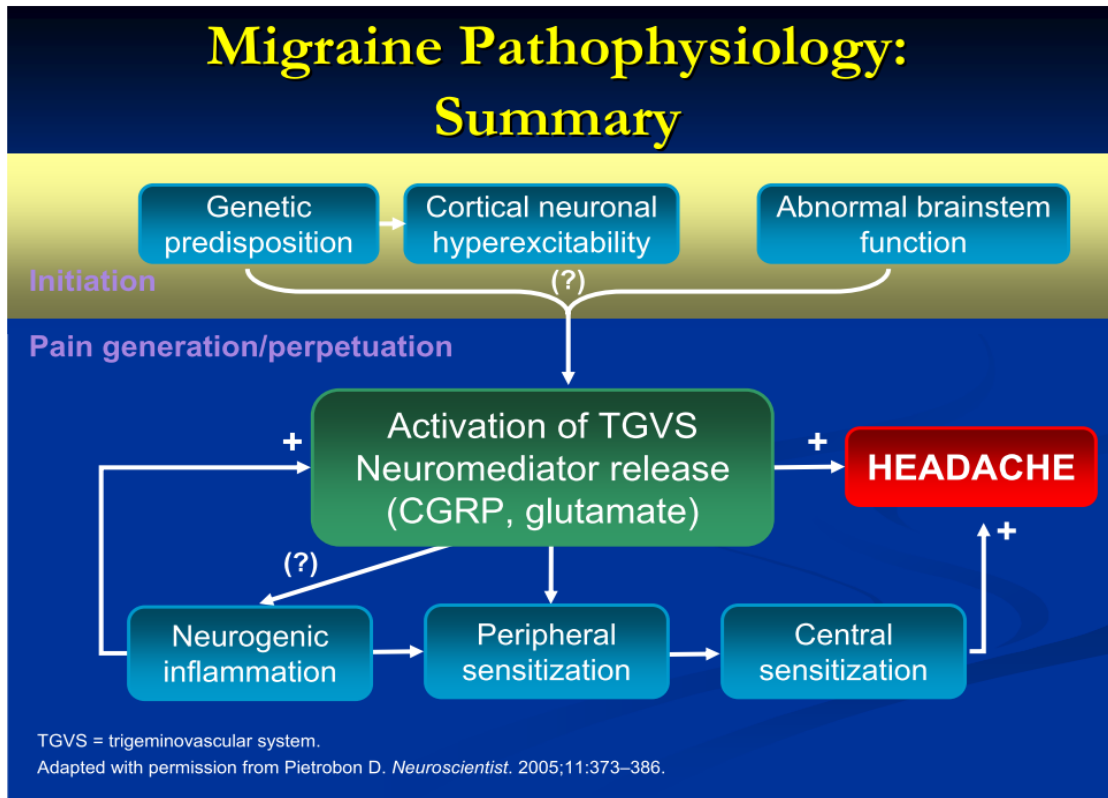 Migraine Pathophysiology:
Summary
Genetic
predisposition
Cortical neuronal
hyperexcitability
Abnormal brainstem
function
Initiation
(?)
Pain generation/perpetuation
+
Activation of TGVS
Neuromediator release
(CGRP, glutamate)
+
HEADACHE
+
(?)
Neurogenic
inflammation
Peripheral
sensitization
Central
sensitization
TGVS = trigeminovascular system.
Adapted with permission from Pietrobon D. Neuroscientist. 2005;11:373–386.